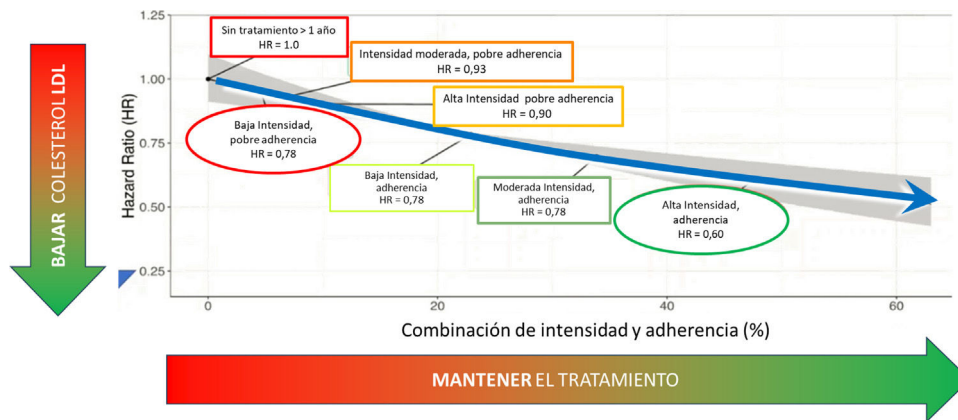 BAJAR COLESTEROL LDL
Hazard Ratio (HR)
1.25
1.00
0.75
0.50
0.25
Sin tratamiento > 1 año
HR = 1.0
Intensidad moderada, pobre adherencia
HR = 0,93
Alta Intensidad pobre adherencia
HR = 0,90
Baja Intensidad,
pobre adherencia
HR = 0,78
Baja Intensidad,
adherencia
HR = 0,78
Moderada Intensidad,
adherencia
HR = 0,78
Alta Intensidad,
adherencia
HR = 0,60
0
20
40
60
Combinación de intensidad y adherencia (%)
MANTENER EL TRATAMIENTO